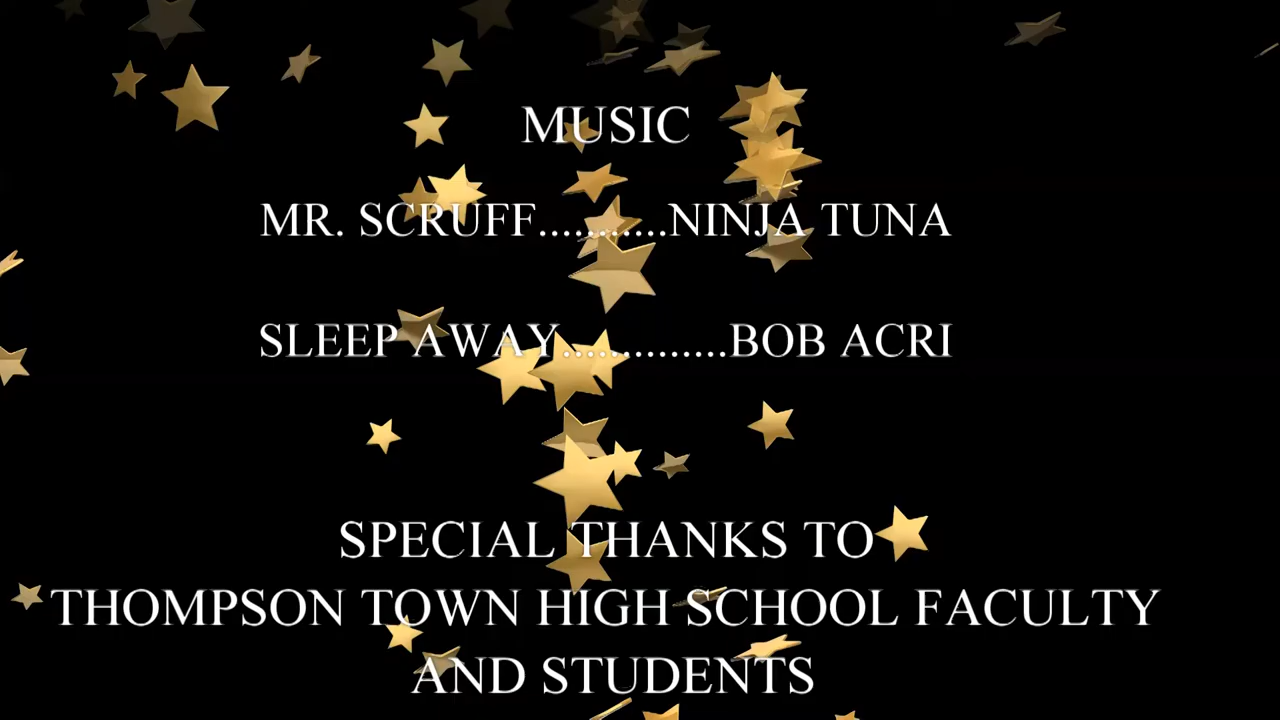 MUSIC
MR. SCRUFF...........NINJA TUNA
SLEEP AWAY..............BOB ACRI
SPECIAL THANKS TO
THOMPSON TOWN HIGH SCHOOL FACULTY
AND STUDENTS